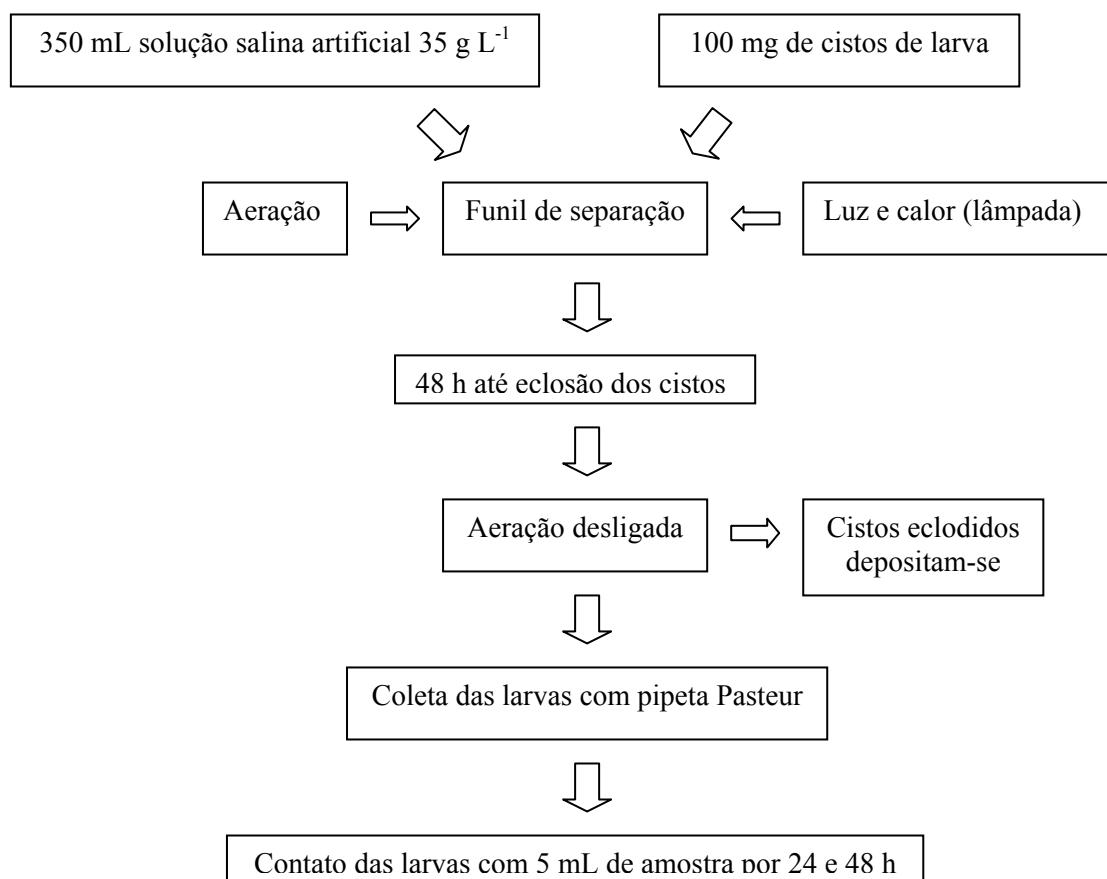 350 mL solução salina artificial 35 g L⁻¹
100 mg de cistos de larva
Aeração
Funil de separação
Luz e calor (lâmpada)
48 h até eclosão dos cistos
Aeração desligada
Cistos eclodidos
depositam-se
Coleta das larvas com pipeta Pasteur
Contato das larvas com 5 mL de amostra por 24 e 48 h